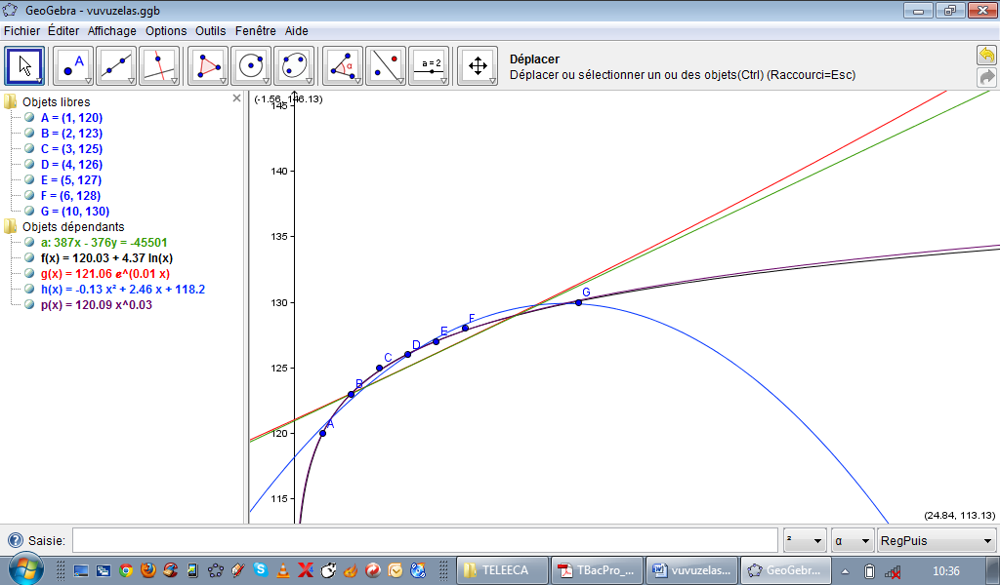 GeoGebra - vuvuzelas.ggb
Fichier Éditer Affichage Options Outils Fenêtre Aide
A
α
a = 2
Déplacer
Déplacer ou sélectionner un ou des objets(Ctrl) (Raccourci=Esc)
Objets libres
A = (1, 120)
B = (2, 123)
C = (3, 125)
D = (4, 126)
E = (5, 127)
F = (6, 128)
G = (10, 130)
Objets dépendants
a: 387x - 376y = -45501
f(x) = 120.03 + 4.37 ln(x)
g(x) = 121.06 e^(0.01 x)
h(x) = -0.13 x² + 2.46 x + 118.2
p(x) = 120.09 x^0.03
(-1.56, 146.13)
145
140
135
130
125
120
115
A
B
C
D
E
F
G
(24.84, 113.13)
Saisie:
²
α
RegPuis
TELEECA
TBacPro_...
vuvuzelas...
GeoGebr...
10:36